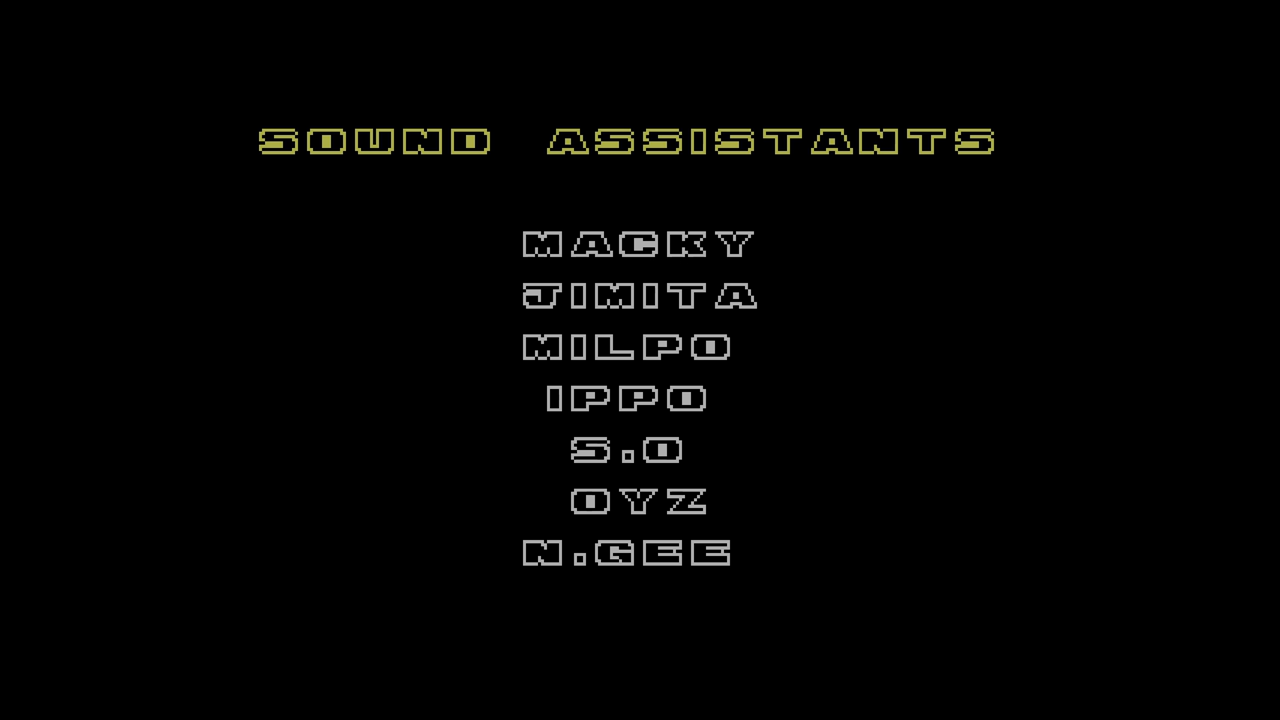 SOUND ASSISTANTS
MACKY
JIMITA
MILPO
IPPO
S.O
OYZ
N.GEE